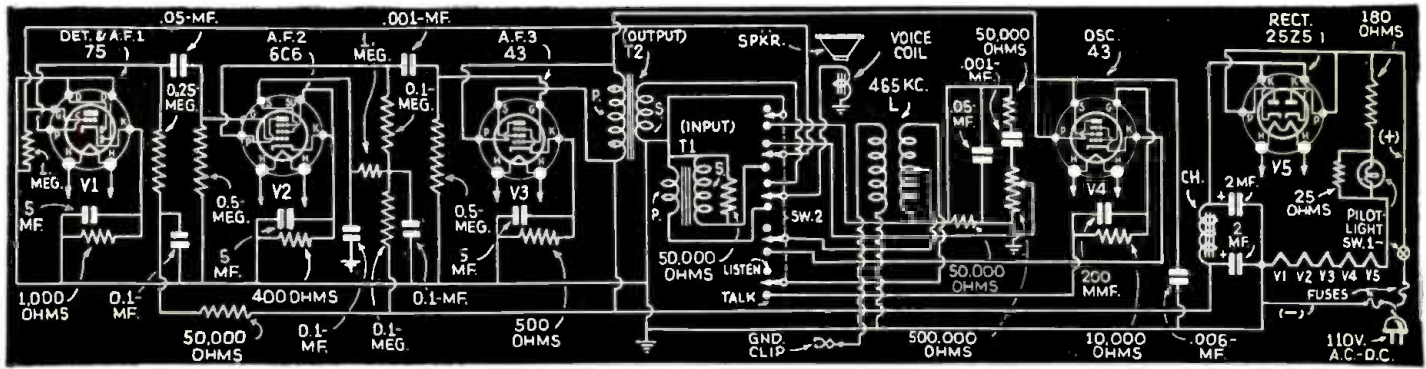 .05-MF.
DET. & A.F.1
75
.001-MF.
A.F.2
6C6
1. MEG.
A.F.3
43
(OUTPUT)
T2
SPKR.
VOICE COIL
50,000 OHMS
.001-MF.
OSC.
43
RECT.
25Z5
180 OHMS
0.25-MEG.
0.1-MEG.
465 KC.
L
.05-MF.
(INPUT)
T1
P.
S
S.
P.
(+)
1. MEG.
V1
V2
V3
V4
V5
5 MF.
0.5-MEG.
5 MF.
0.5-MEG.
5 MF.
50,000 OHMS
SW.2
LISTEN
TALK
50,000 OHMS
200 MMF.
CH.
+ 2 MF.
+ 2 MF.
25 OHMS
PILOT-LIGHT
SW.1
V1 V2 V3 V4 V5
FUSES
(-)
1,000 OHMS
0.1-MF.
400 OHMS
0.1-MF.
50,000 OHMS
0.1-MF.
0.1-MEG.
500 OHMS
GND. CLIP
500,000 OHMS
10,000 OHMS
.006-MF.
110V. A.C.-D.C.